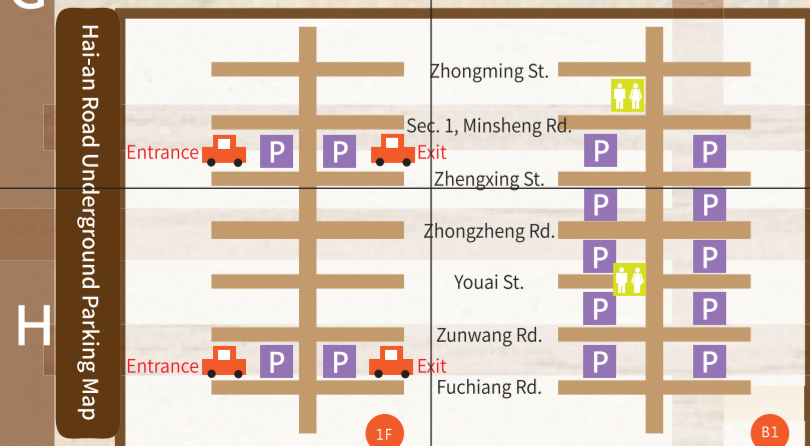 G
Hai-an Road Underground Parking Map
Zhongming St.
Sec. 1, Minsheng Rd.
Entrance P P Exit P P
Zhengxing St.
P P
Zhongzheng Rd.
P P
Youai St.
H
P P
Zunwang Rd.
Entrance P P Exit P P
Fuchiang Rd.
1F B1